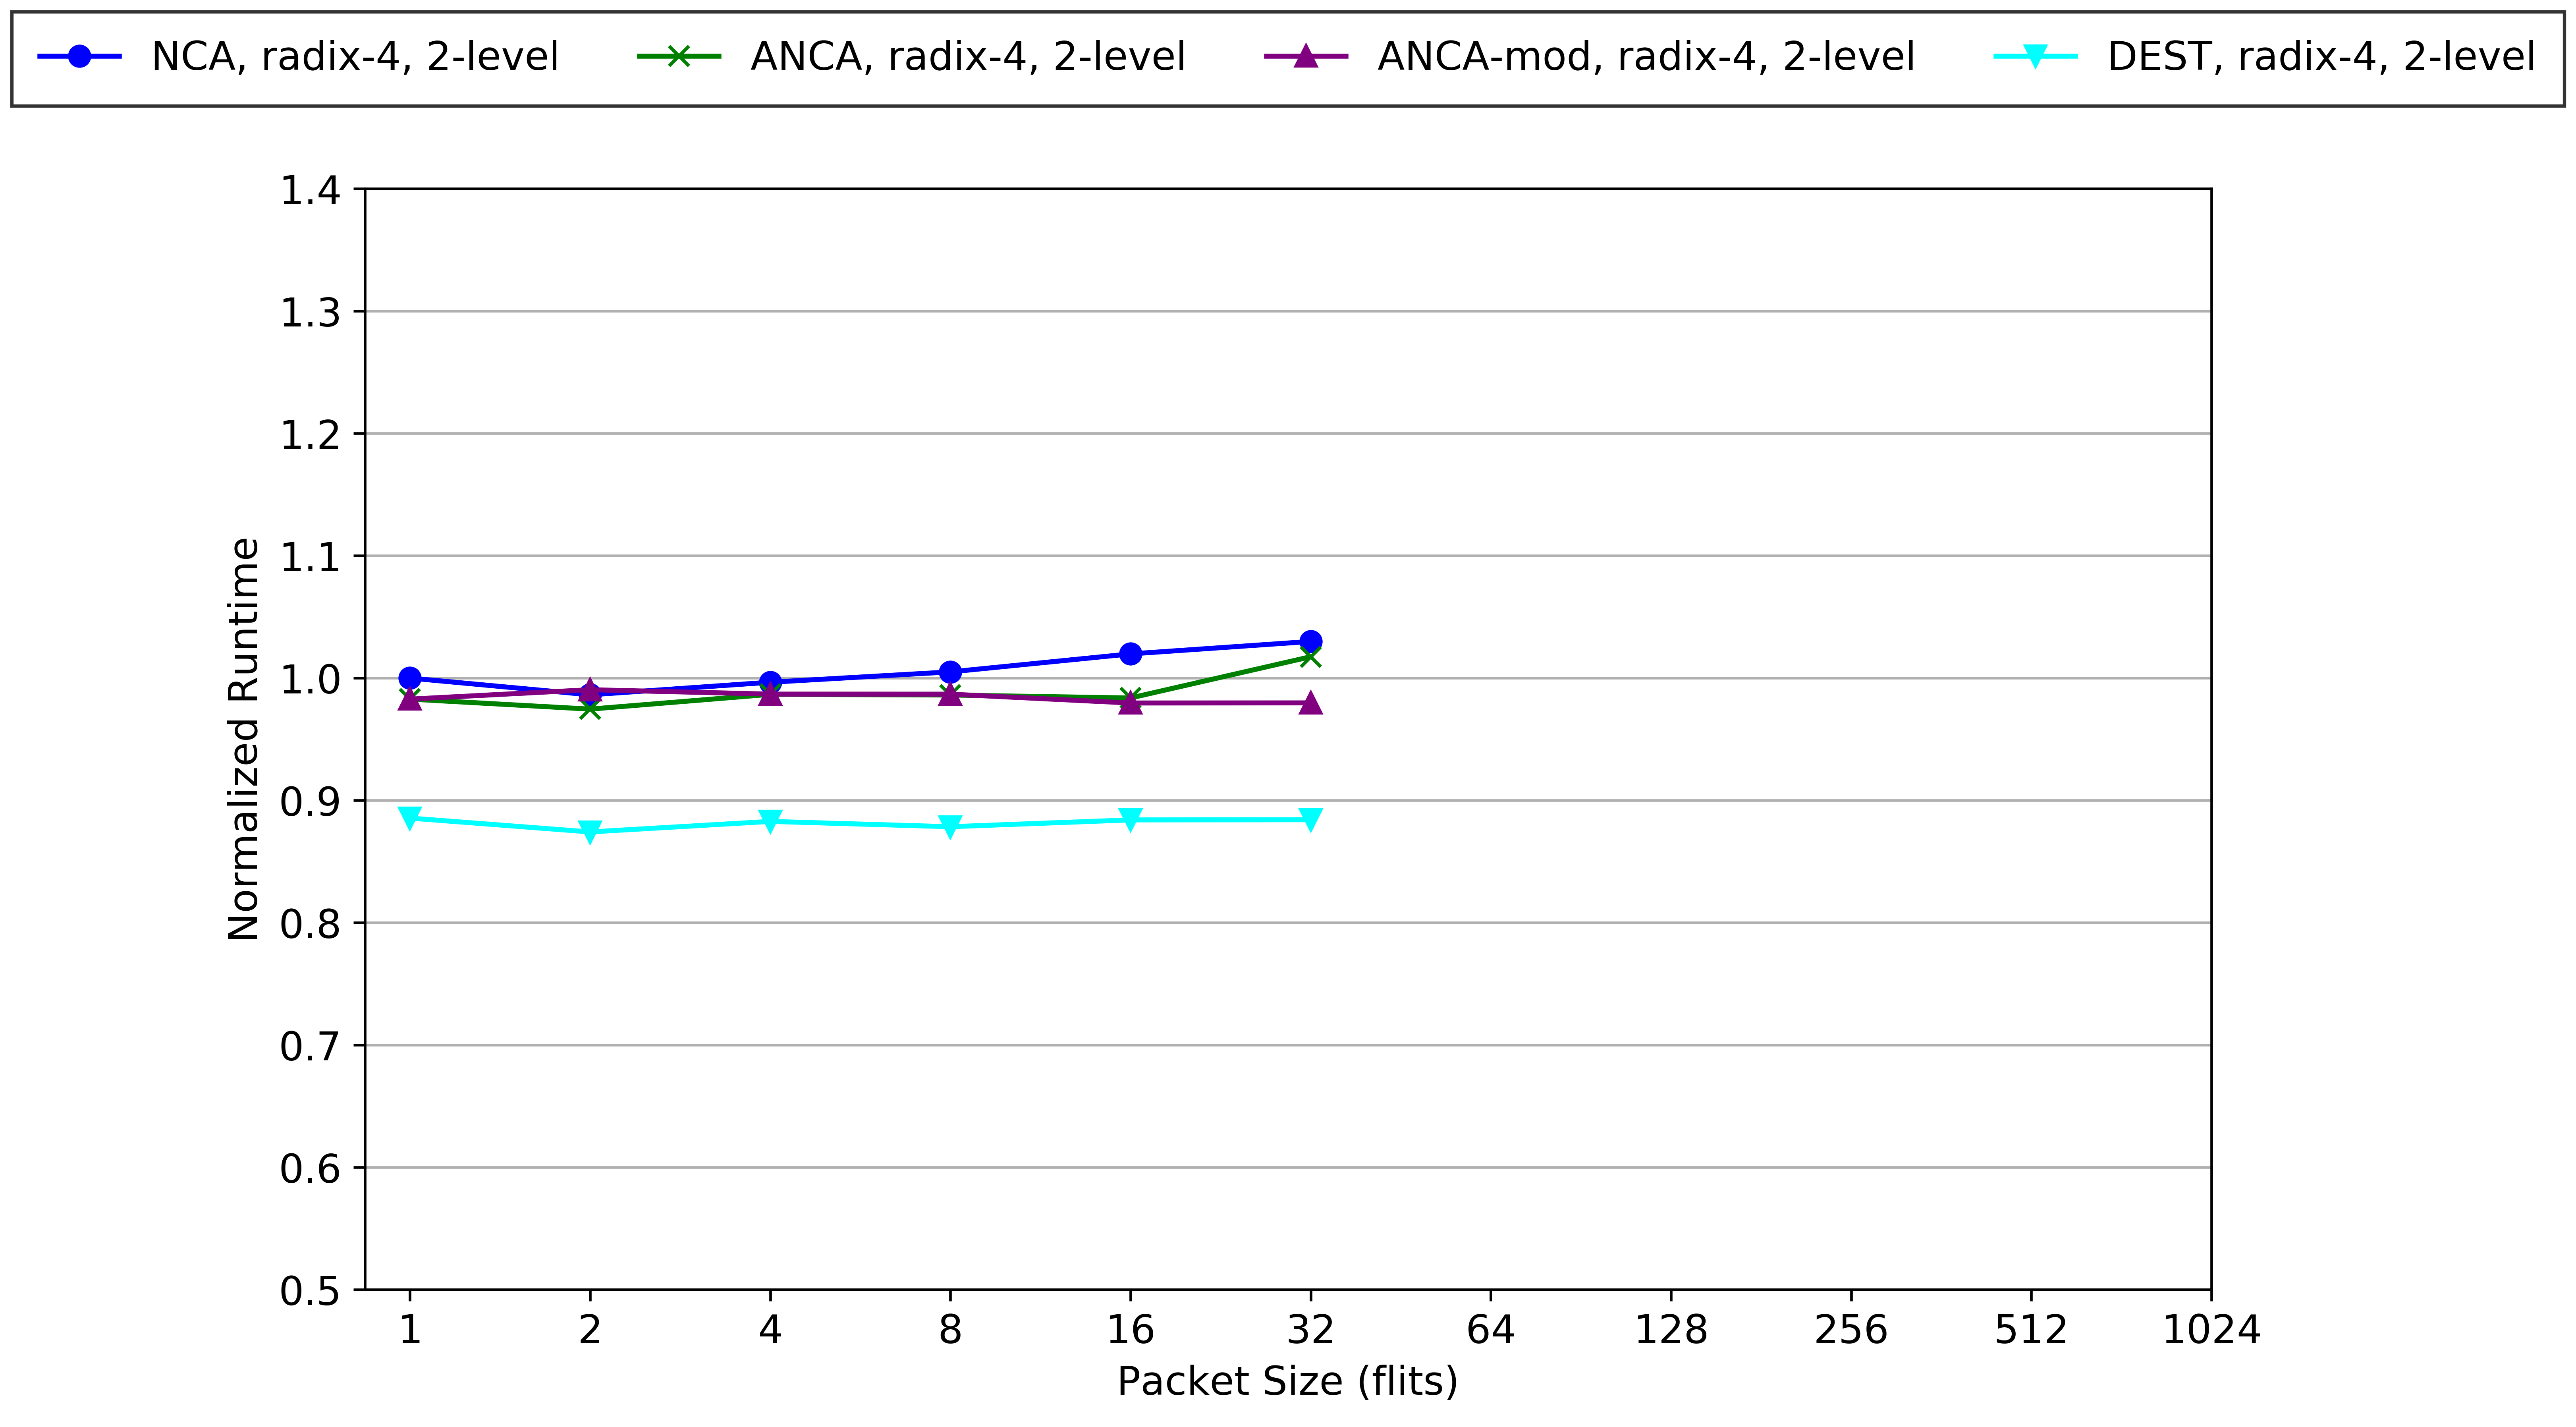 NCA, radix-4, 2-level ANCA, radix-4, 2-level ANCA-mod, radix-4, 2-level DEST, radix-4, 2-level
1.4
1.3
1.2
1.1
1.0
0.9
0.8
0.7
0.6
0.5
Normalized Runtime
1 2 4 8 16 32 64 128 256 512 1024
Packet Size (flits)